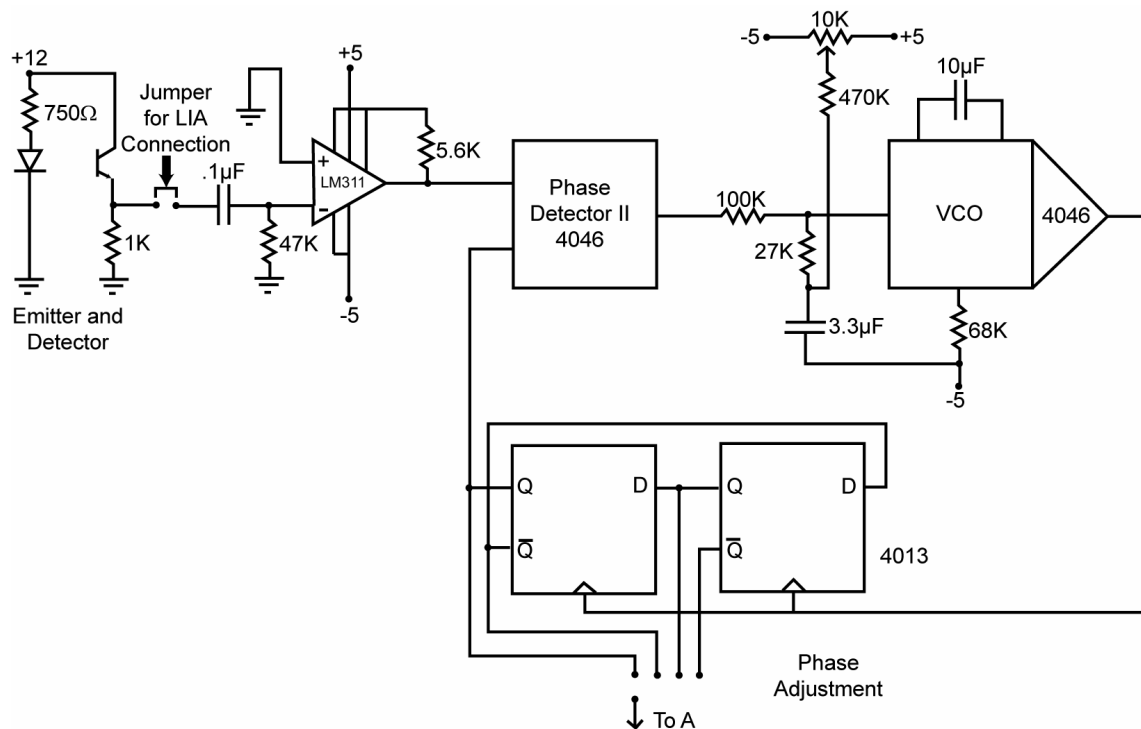 +12
750Ω
Jumper
for LIA
Connection
.1µF
1K
47K
Emitter and
Detector
+5
+
LM311
-
5.6K
-5
Phase
Detector II
4046
-5
10K
+5
470K
100K
27K
3.3µF
10µF
VCO
4046
68K
-5
Q
D
Q
Q
D
Q
4013
Phase
Adjustment
To A